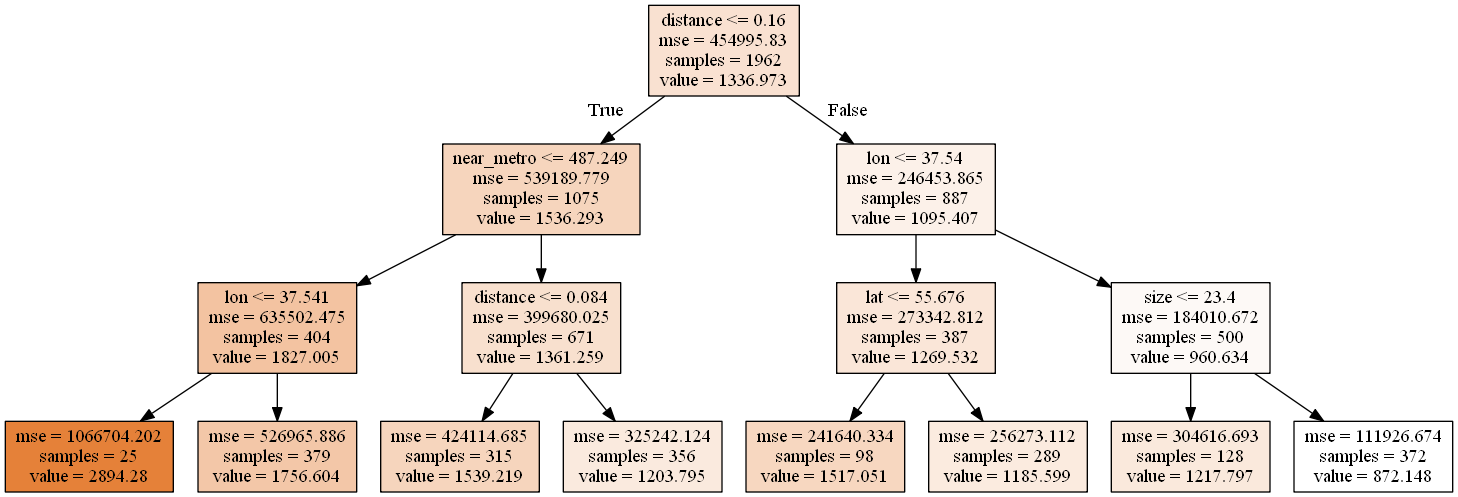 distance <= 0.16
mse = 454995.83
samples = 1962
value = 1336.973
True
False
near_metro <= 487.249
mse = 539189.779
samples = 1075
value = 1536.293
lon <= 37.54
mse = 246453.865
samples = 887
value = 1095.407
lon <= 37.541
mse = 635502.475
samples = 404
value = 1827.005
distance <= 0.084
mse = 399680.025
samples = 671
value = 1361.259
lat <= 55.676
mse = 273342.812
samples = 387
value = 1269.532
size <= 23.4
mse = 184010.672
samples = 500
value = 960.634
mse = 1066704.202
samples = 25
value = 2894.28
mse = 526965.886
samples = 379
value = 1756.604
mse = 424114.685
samples = 315
value = 1539.219
mse = 325242.124
samples = 356
value = 1203.795
mse = 241640.334
samples = 98
value = 1517.051
mse = 256273.112
samples = 289
value = 1185.599
mse = 304616.693
samples = 128
value = 1217.797
mse = 111926.674
samples = 372
value = 872.148